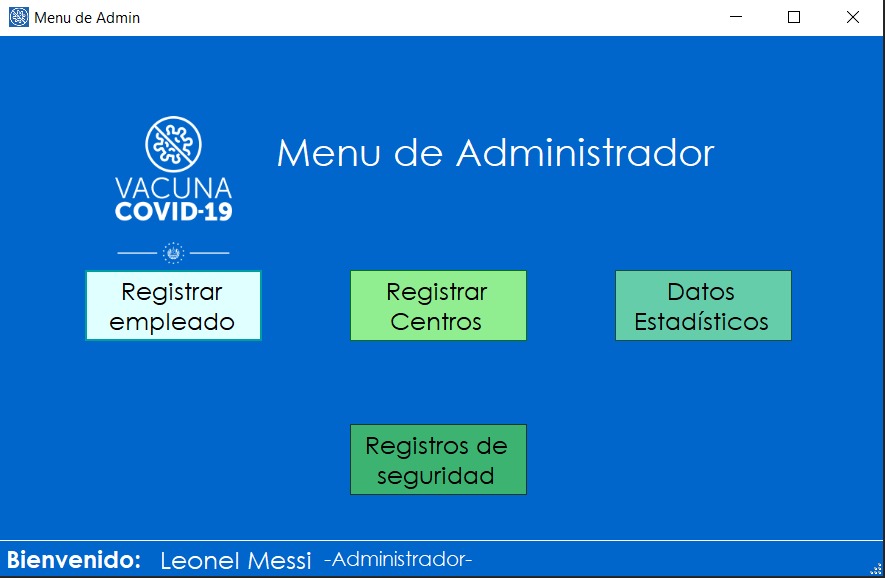 Menu de Admin
Menu de Administrador
VACUNA
COVID-19
Registrar
empleado
Registrar
Centros
Datos
Estadísticos
Registros de
seguridad
Bienvenido: Leonel Messi -Administrador-